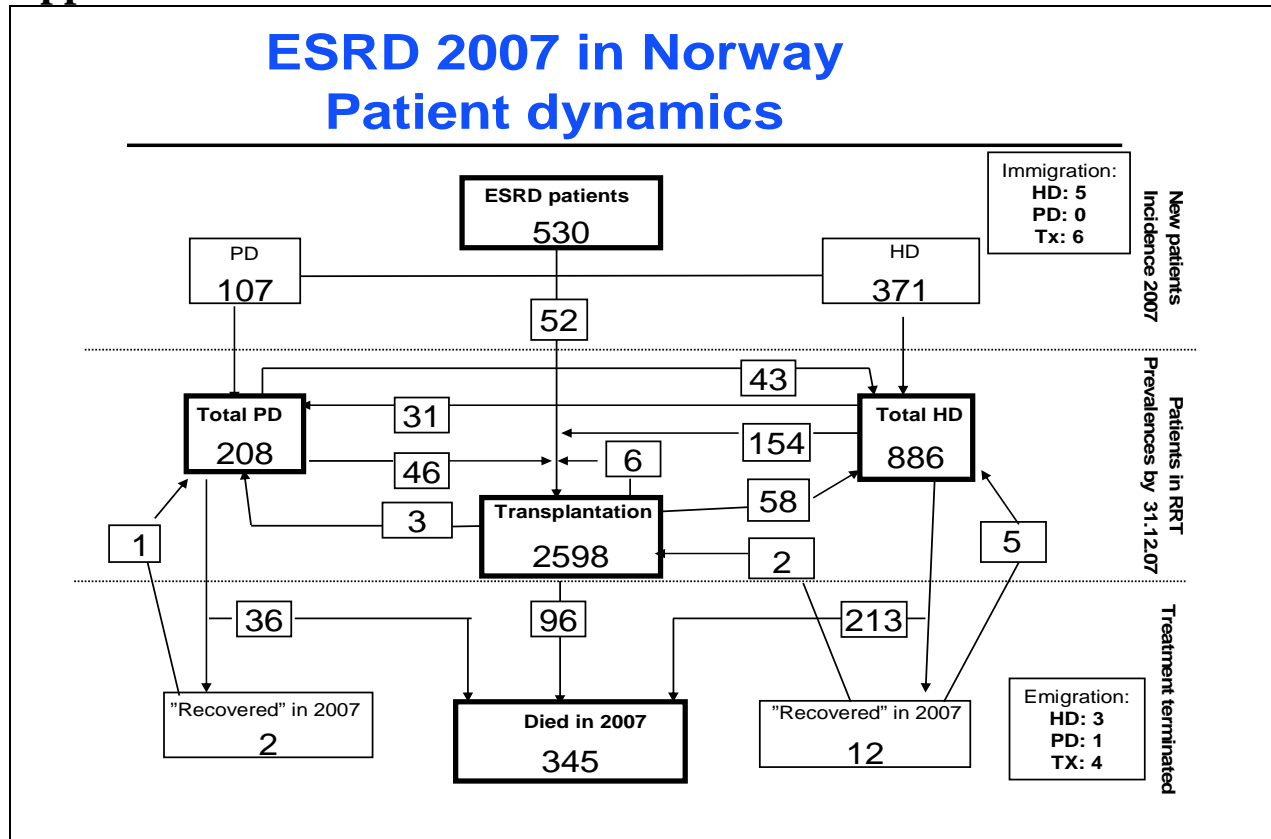 ESRD 2007 in Norway
Patient dynamics
Immigration:
HD: 5
PD: 0
Tx: 6
New patients
Incidence 2007
ESRD patients
530
PD
107
HD
371
52
Patients in RRT
Prevalences by 31.12.07
43
Total PD
208
31
Total HD
886
154
46
6
58
3
Transplantation
2598
1
2
5
Treatment terminated
36
96
213
"Recovered" in 2007
2
Died in 2007
345
"Recovered" in 2007
12
Emigration:
HD: 3
PD: 1
TX: 4